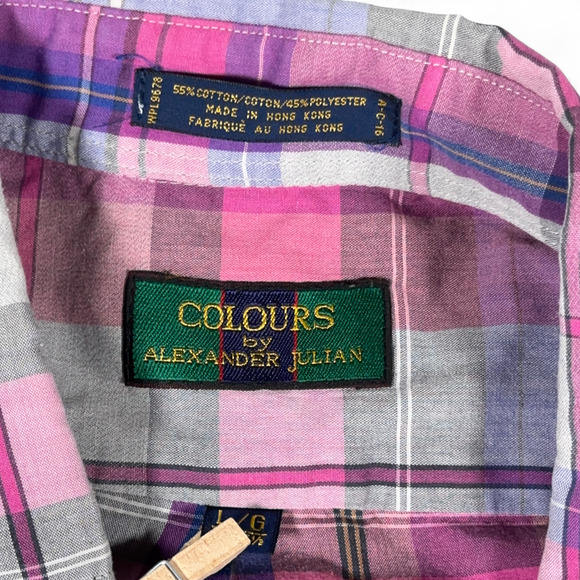 55%COTTON/COTON/45%POLYESTER
MADE IN HONG KONG
FABRIQUÉ AU HONG KONG
WPL9678
A-C-16
COLOURS
by
ALEXANDER JULIAN
L/G